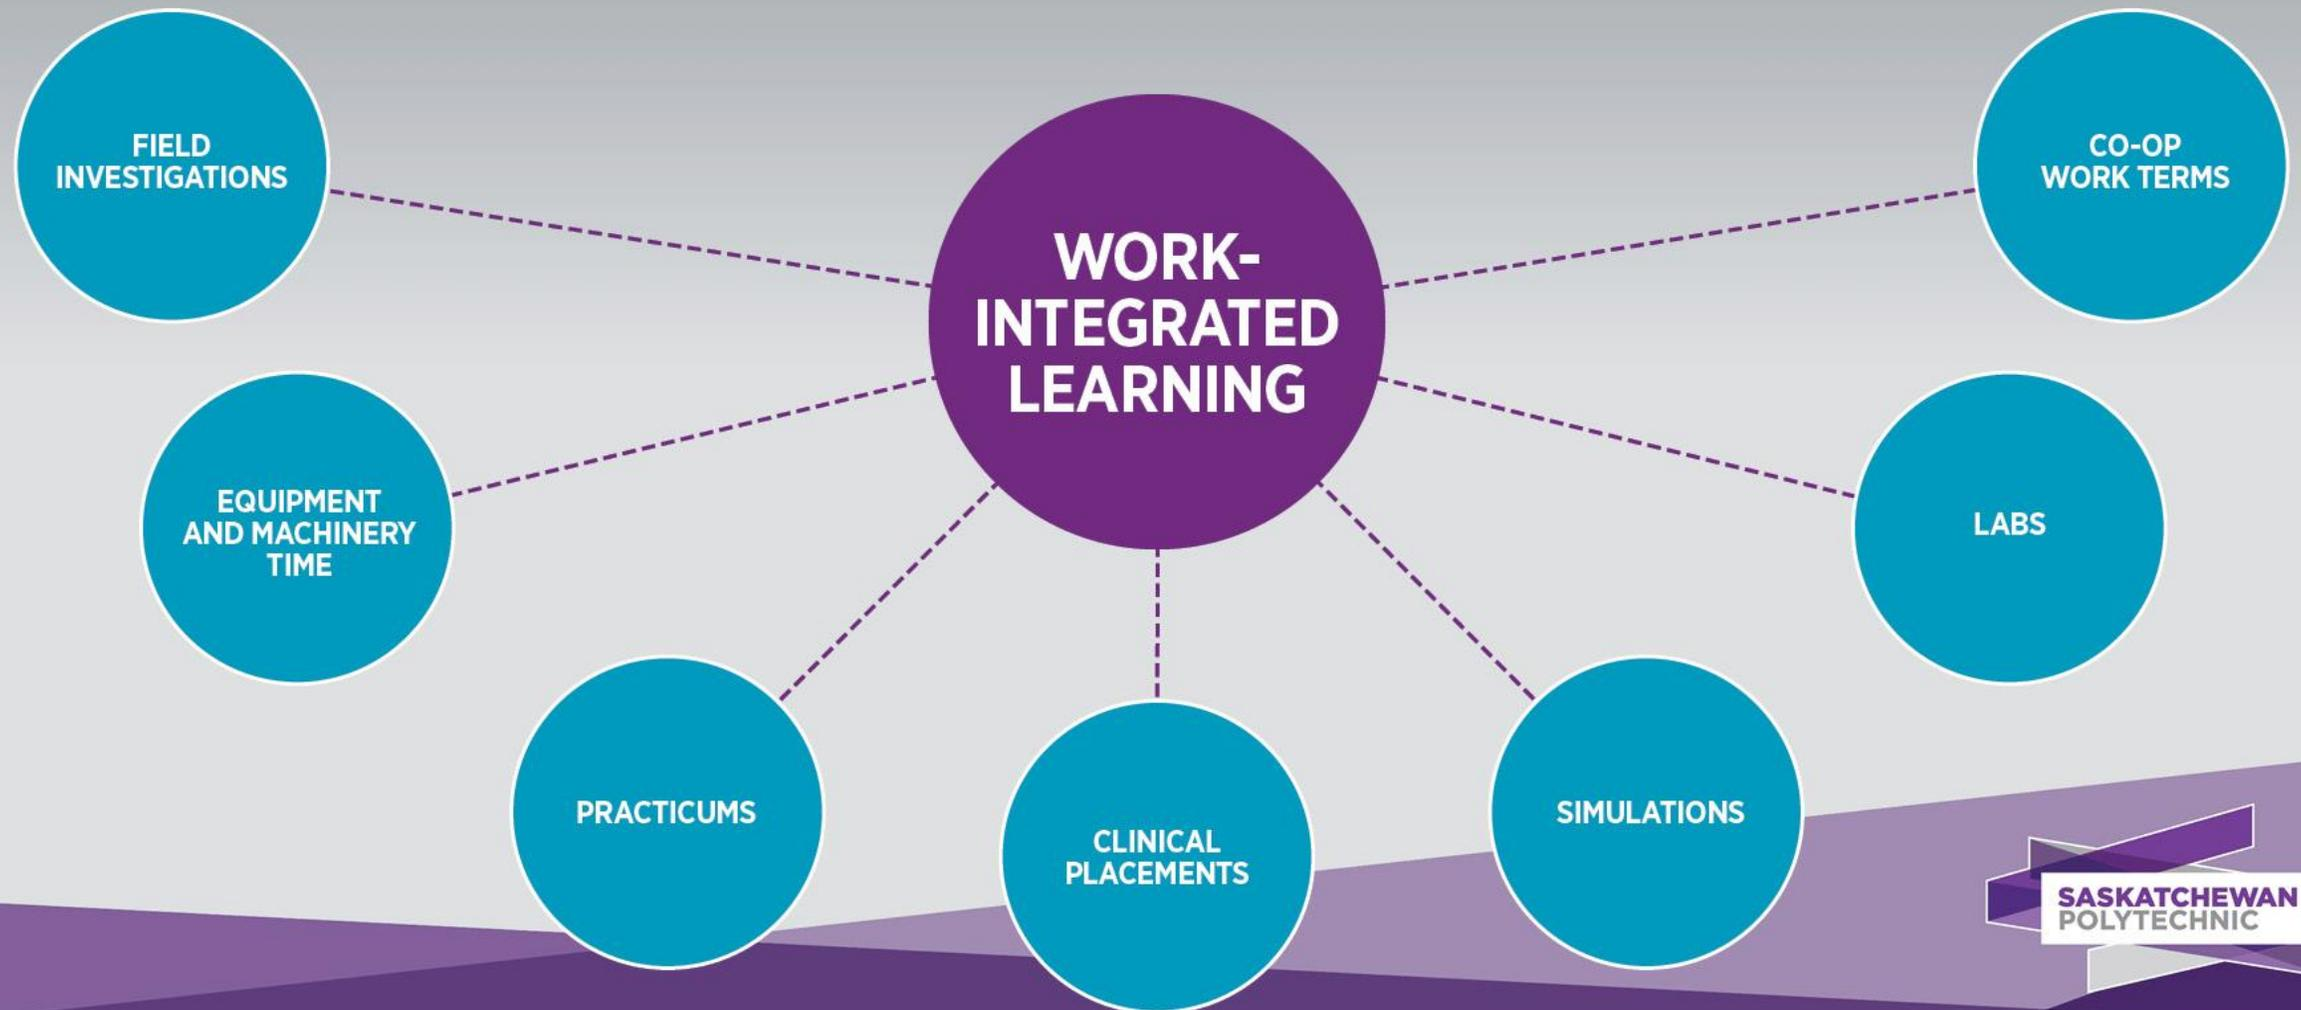 FIELD
INVESTIGATIONS
CO-OP
WORK TERMS
WORK-
INTEGRATED
LEARNING
EQUIPMENT
AND MACHINERY
TIME
LABS
PRACTICUMS
CLINICAL
PLACEMENTS
SIMULATIONS
SASKATCHEWAN
POLYTECHNIC